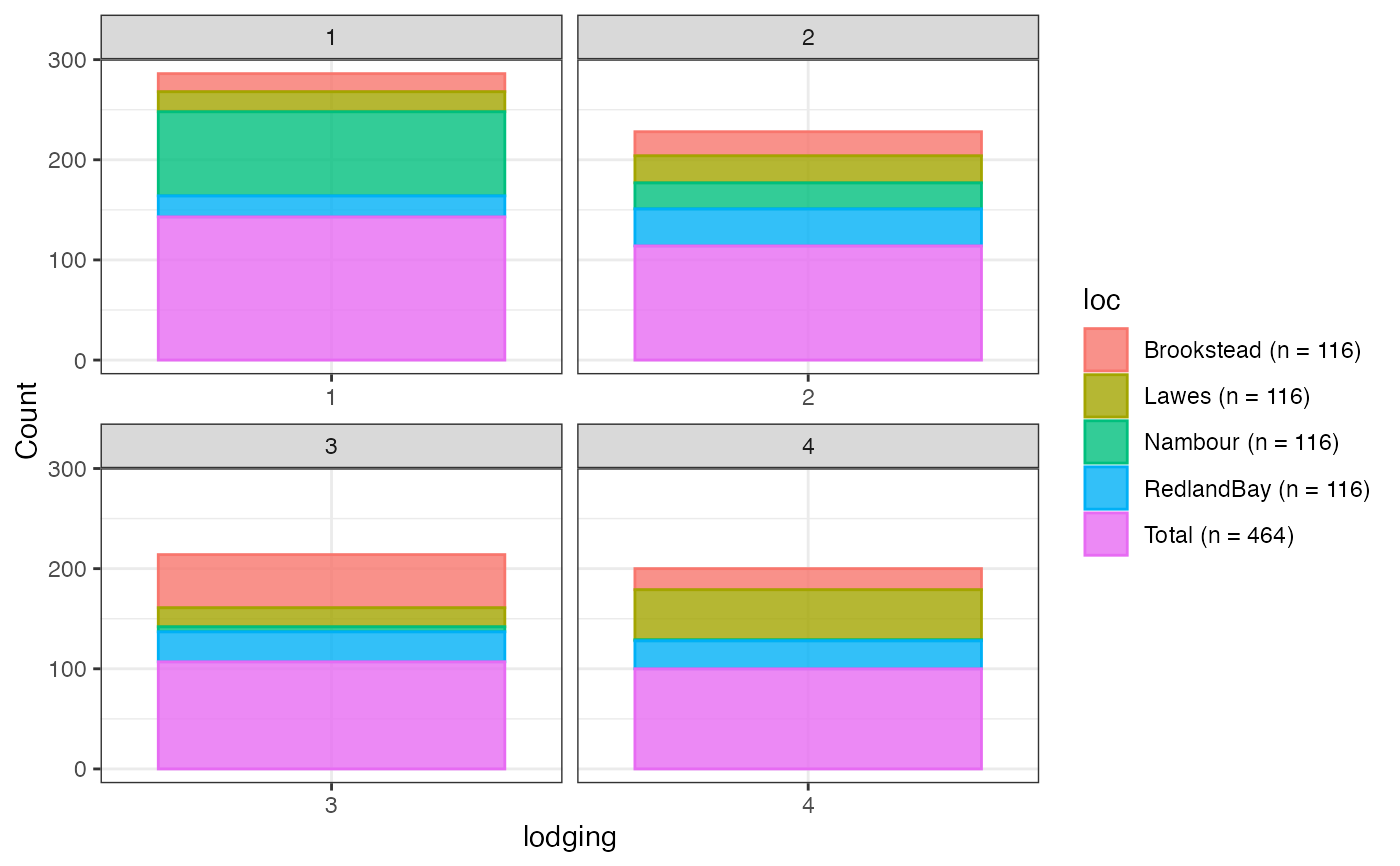 1
2
300
200
100
0
1
2
Count
3
4
300
200
100
0
3
4
lodging
loc
Brookstead (n = 116)
Lawes (n = 116)
Nambour (n = 116)
RedlandBay (n = 116)
Total (n = 464)